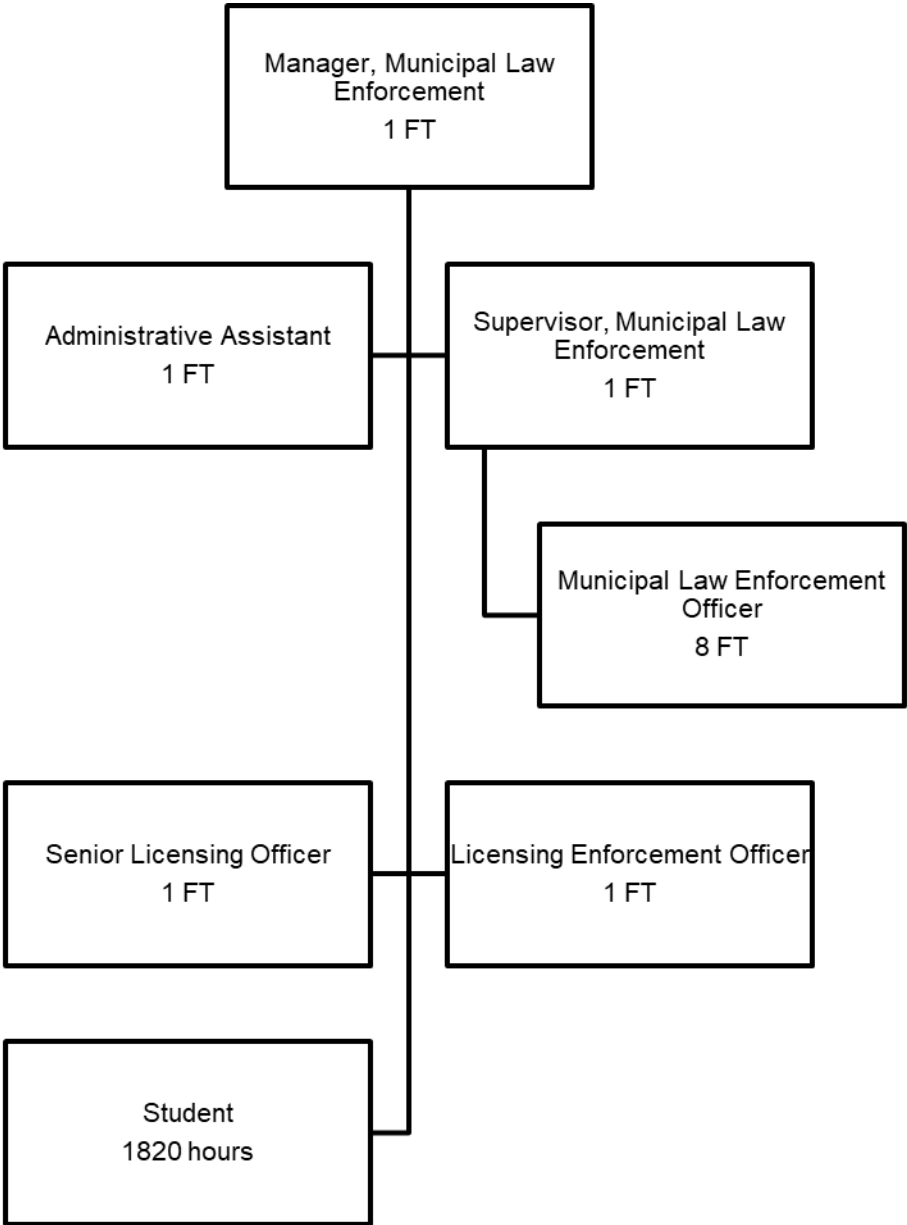 Manager, Municipal Law
Enforcement
1 FT
Administrative Assistant
1 FT
Supervisor, Municipal Law
Enforcement
1 FT
Municipal Law Enforcement
Officer
8 FT
Senior Licensing Officer
1 FT
Licensing Enforcement Officer
1 FT
Student
1820 hours